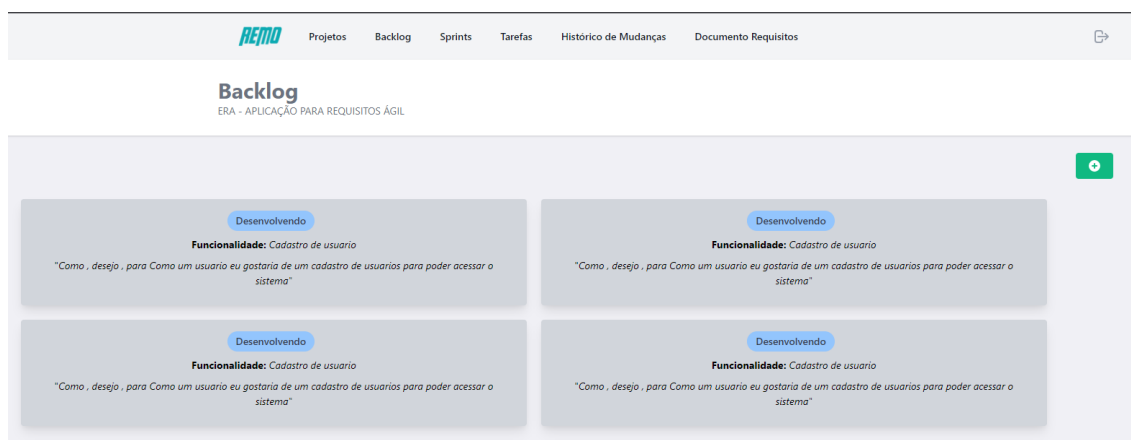 REMO Projetos Backlog Sprints Tarefas Histórico de Mudanças Documento Requisitos
Backlog
ERA - APLICAÇÃO PARA REQUISITOS ÁGIL
Desenvolvendo
Funcionalidade: Cadastro de usuario
"Como , desejo , para Como um usuario eu gostaria de um cadastro de usuarios para poder acessar o
sistema"
Desenvolvendo
Funcionalidade: Cadastro de usuario
"Como , desejo , para Como um usuario eu gostaria de um cadastro de usuarios para poder acessar o
sistema"
Desenvolvendo
Funcionalidade: Cadastro de usuario
"Como , desejo , para Como um usuario eu gostaria de um cadastro de usuarios para poder acessar o
sistema"
Desenvolvendo
Funcionalidade: Cadastro de usuario
"Como , desejo , para Como um usuario eu gostaria de um cadastro de usuarios para poder acessar o
sistema"